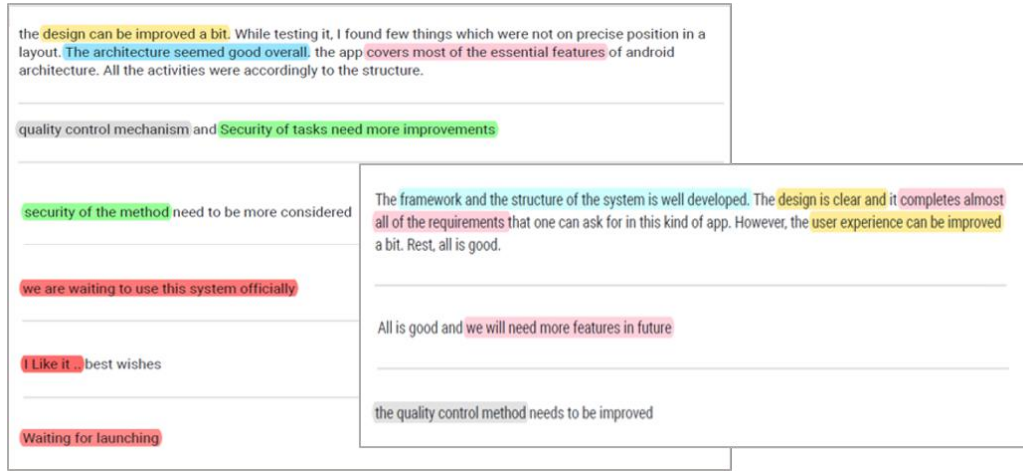 the design can be improved a bit. While testing it, I found few things which were not on precise position in a
layout. The architecture seemed good overall. the app covers most of the essential features of android
architecture. All the activities were accordingly to the structure.
quality control mechanism and Security of tasks need more improvements
security of the method need to be more considered
we are waiting to use this system officially
I Like it .. best wishes
Waiting for launching
The framework and the structure of the system is well developed. The design is clear and it completes almost
all of the requirements that one can ask for in this kind of app. However, the user experience can be improved
a bit. Rest, all is good.
All is good and we will need more features in future
the quality control method needs to be improved